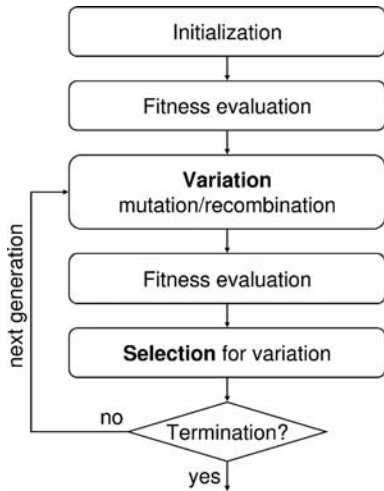 Initialization
Fitness evaluation
Variation
mutation/recombination
Fitness evaluation
Selection for variation
Termination?
no
yes
next generation